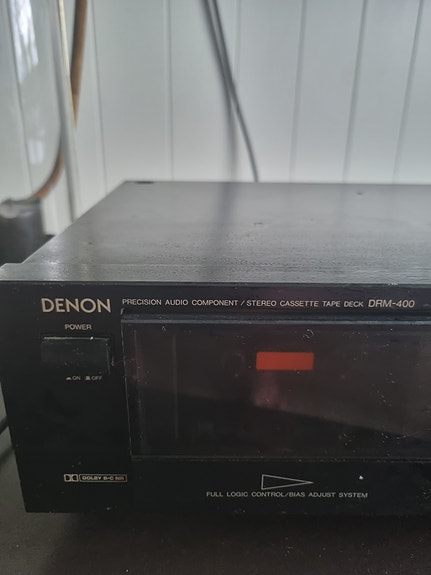 DENON PRECISION AUDIO COMPONENT / STEREO CASSETTE TAPE DECK DRM-400
POWER
ON OFF
DOLBY B-C NR
FULL LOGIC CONTROL/BIAS ADJUST SYSTEM